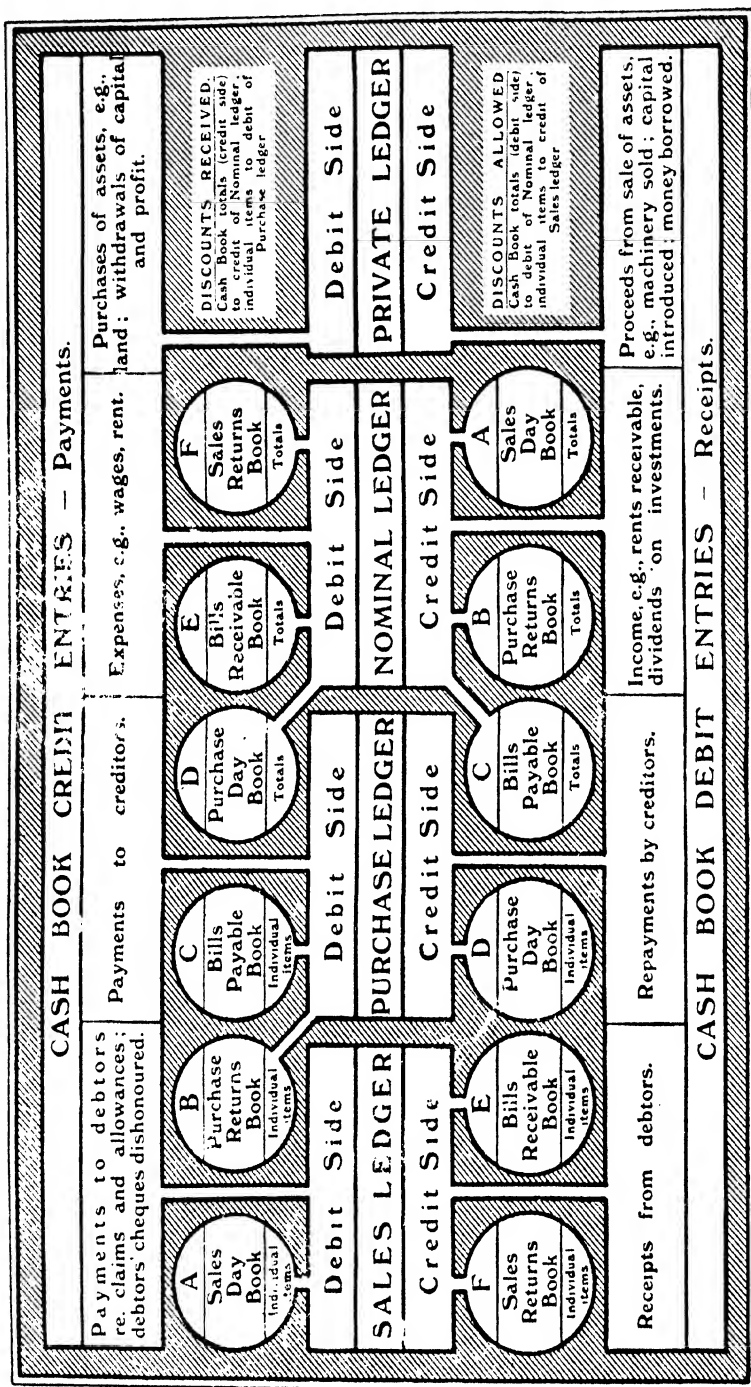 CASH BOOK CREDIT ENTRIES – Payments.
Payments to debtors
re. claims and allowances;
debtors' cheques dishonoured.
Payments to creditors.
Expenses, e.g., wages, rent.
Purchases of assets, e.g.,
land; withdrawals of capital
and profit.
A
Sales
Day
Book
Individual
items
B
Purchase
Returns
Book
Individual
items
C
Bills
Payable
Book
Individual
items
D
Purchase
Day
Book
Totals
E
Bills
Receivable
Book
Totals
F
Sales
Returns
Book
Totals
DISCOUNTS RECEIVED.
Cash Book totals (credit side)
to credit of Nominal ledger,
individual items to debit of
Purchase ledger
Debit Side
SALES LEDGER
Credit Side
Debit Side
PURCHASE LEDGER
Credit Side
Debit Side
NOMINAL LEDGER
Credit Side
Debit Side
PRIVATE LEDGER
Credit Side
F
Sales
Returns
Book
Individual
items
E
Bills
Receivable
Book
Individual
items
D
Purchase
Day
Book
Individual
items
C
Bills
Payable
Book
Totals
B
Purchase
Returns
Book
Totals
A
Sales
Day
Book
Totals
DISCOUNTS ALLOWED
Cash Book totals (debit side)
to debit of Nominal ledger,
individual items to credit of
Sales ledger
Receipts from debtors.
Repayments by creditors.
Income, e.g., rents receivable,
dividends on investments.
Proceeds from sale of assets,
e.g., machinery sold; capital
introduced; money borrowed.
CASH BOOK DEBIT ENTRIES – Receipts.